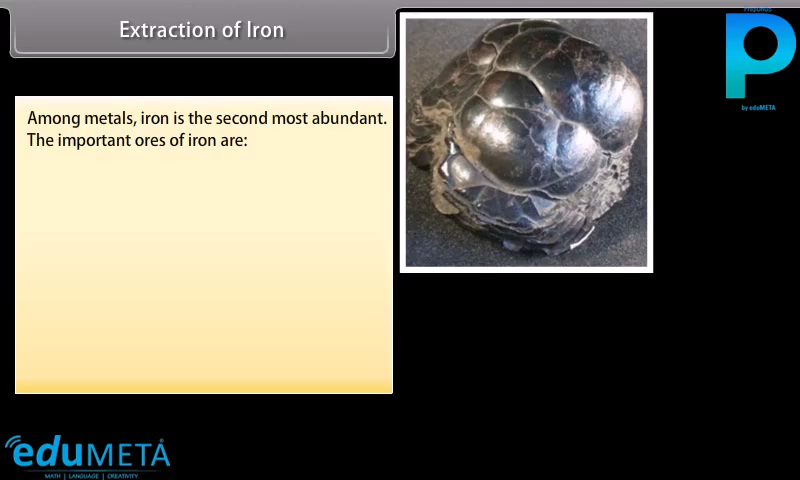 Extraction of Iron
Among metals, iron is the second most abundant.
The important ores of iron are:
P
by eduMETA
eduMETA
MATH | LANGUAGE | CREATIVITY